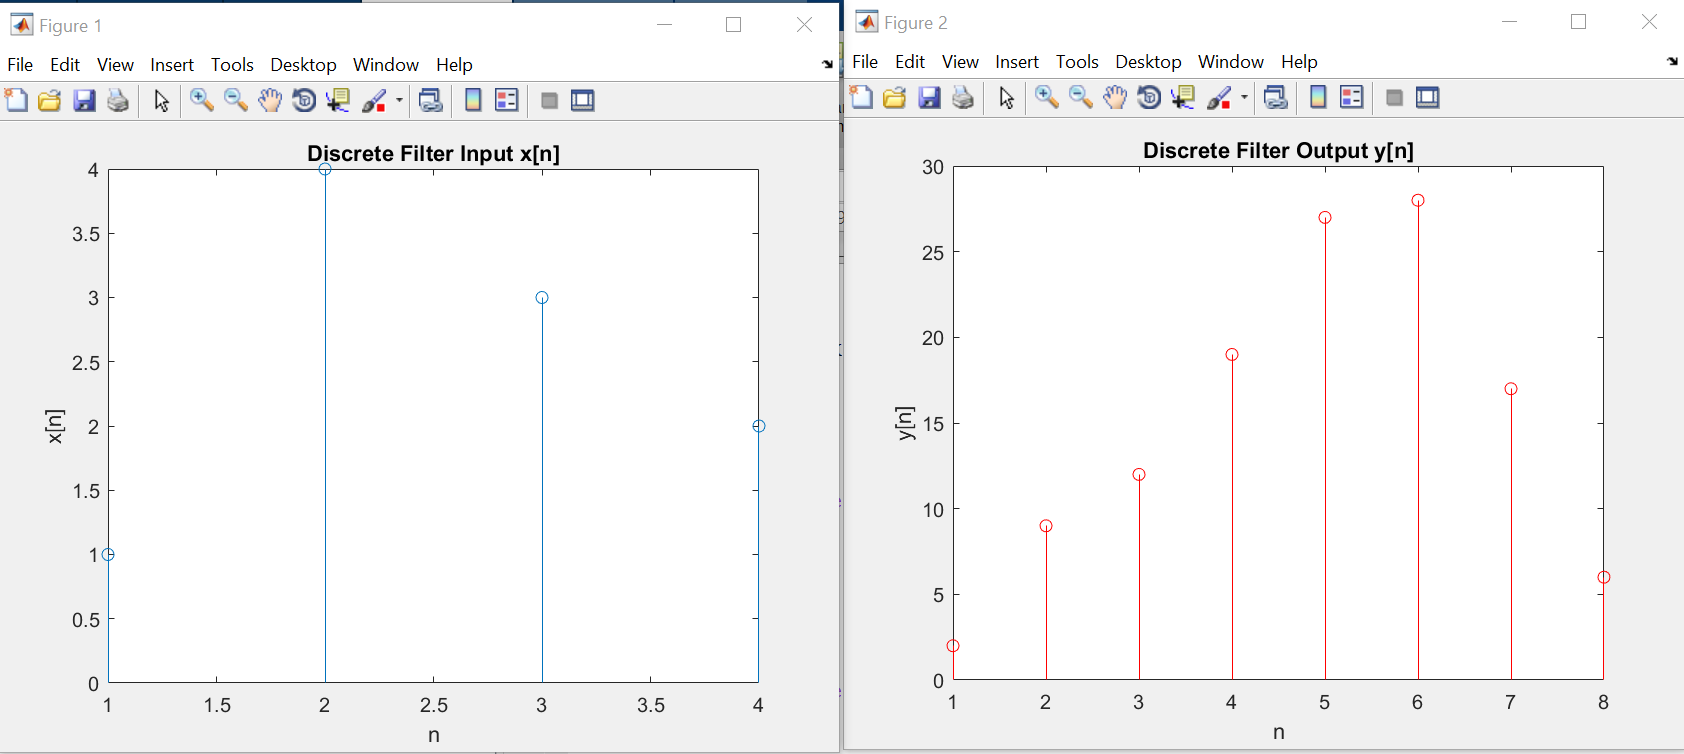 Figure 1
File Edit View Insert Tools Desktop Window Help
Discrete Filter Input x[n]
4
3.5
3
2.5
2
1.5
1
0.5
0
x[n]
1 1.5 2 2.5 3 3.5 4
n
Figure 2
File Edit View Insert Tools Desktop Window Help
Discrete Filter Output y[n]
30
25
20
15
10
5
0
y[n]
1 2 3 4 5 6 7 8
n